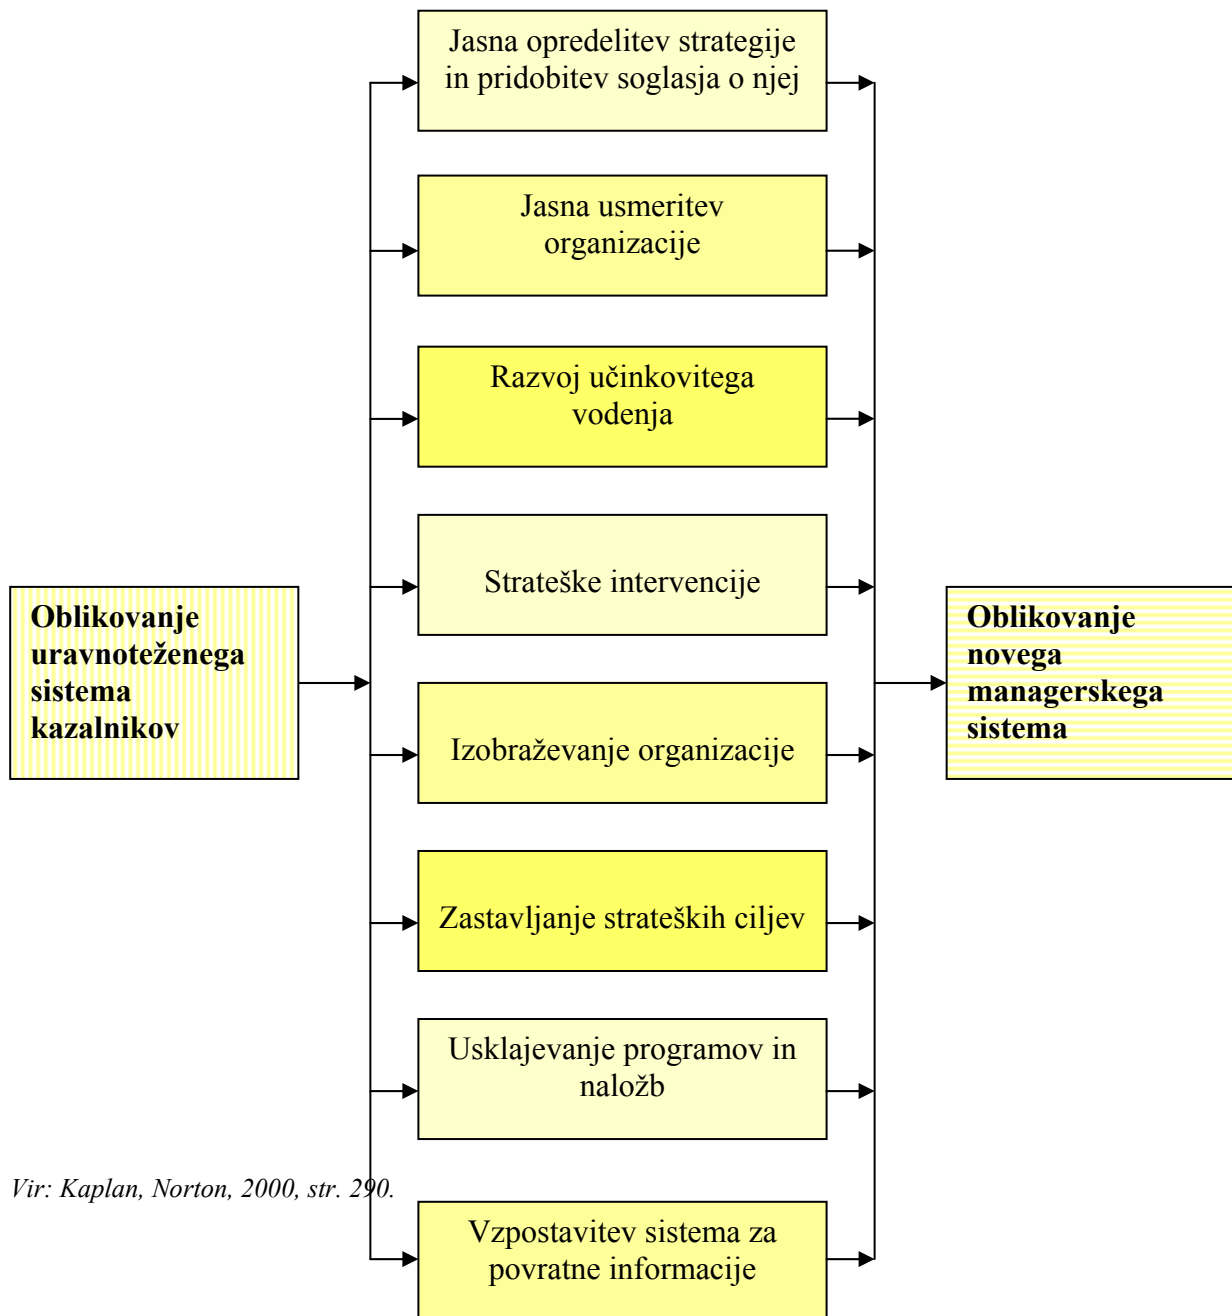 Jasna opredelitev strategije
in pridobitev soglasja o njej
Jasna usmeritev
organizacije
Razvoj učinkovitega
vodenja
Strateške intervencije
Oblikovanje
uravnoteženega
sistema
kazalnikov
Oblikovanje
novega
managerskega
sistema
Izobraževanje organizacije
Zastavljanje strateških ciljev
Usklajevanje programov in
naložb
Vir: Kaplan, Norton, 2000, str. 290.
Vzpostavitev sistema za
povratne informacije